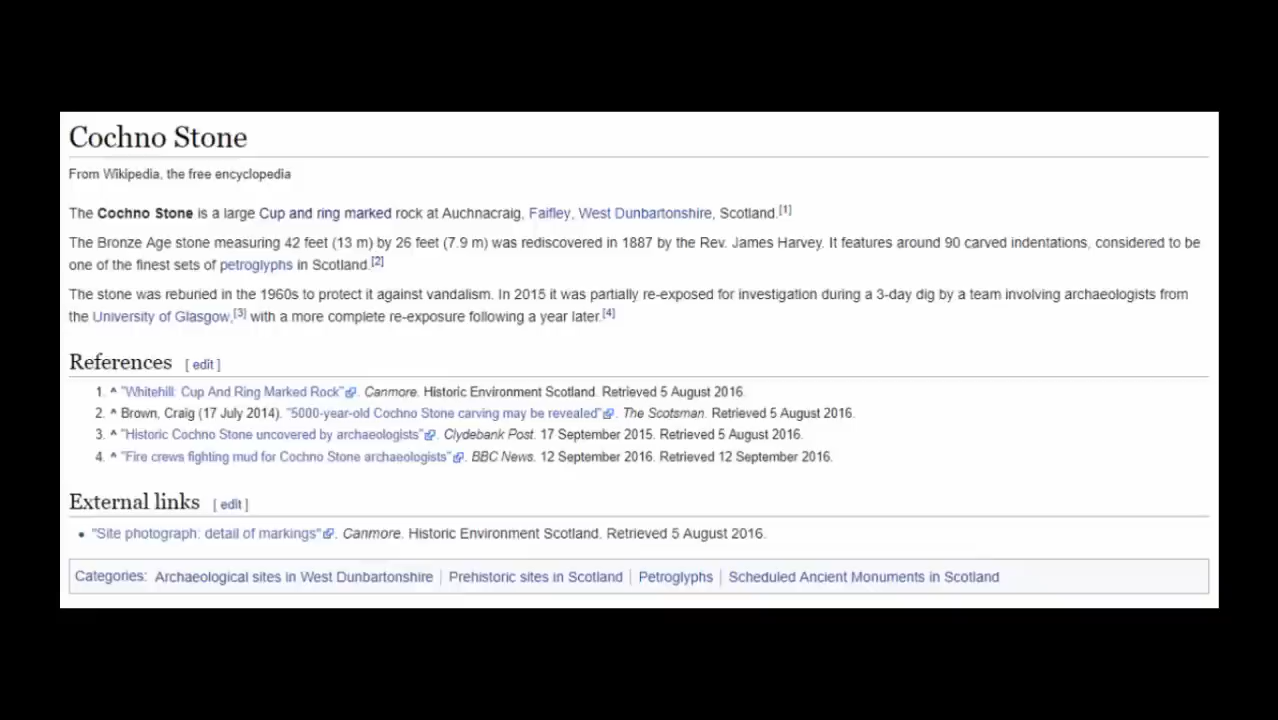 Cochno Stone
From Wikipedia, the free encyclopedia
The Cochno Stone is a large Cup and ring marked rock at Auchnacraig, Faifley, West Dunbartonshire, Scotland.[1]
The Bronze Age stone measuring 42 feet (13 m) by 26 feet (7.9 m) was rediscovered in 1887 by the Rev. James Harvey. It features around 90 carved indentations, considered to be
one of the finest sets of petroglyphs in Scotland.[2]
The stone was reburied in the 1960s to protect it against vandalism. In 2015 it was partially re-exposed for investigation during a 3-day dig by a team involving archaeologists from
the University of Glasgow,[3] with a more complete re-exposure following a year later.[4]
References [ edit ]
1. ^ "Whitehill: Cup And Ring Marked Rock". Canmore. Historic Environment Scotland. Retrieved 5 August 2016.
2. ^ Brown, Craig (17 July 2014). "5000-year-old Cochno Stone carving may be revealed". The Scotsman. Retrieved 5 August 2016.
3. ^ "Historic Cochno Stone uncovered by archaeologists". Clydebank Post. 17 September 2015. Retrieved 5 August 2016.
4. ^ "Fire crews fighting mud for Cochno Stone archaeologists". BBC News. 12 September 2016. Retrieved 12 September 2016.
External links [ edit ]
• "Site photograph: detail of markings". Canmore. Historic Environment Scotland. Retrieved 5 August 2016.
Categories: Archaeological sites in West Dunbartonshire | Prehistoric sites in Scotland | Petroglyphs | Scheduled Ancient Monuments in Scotland